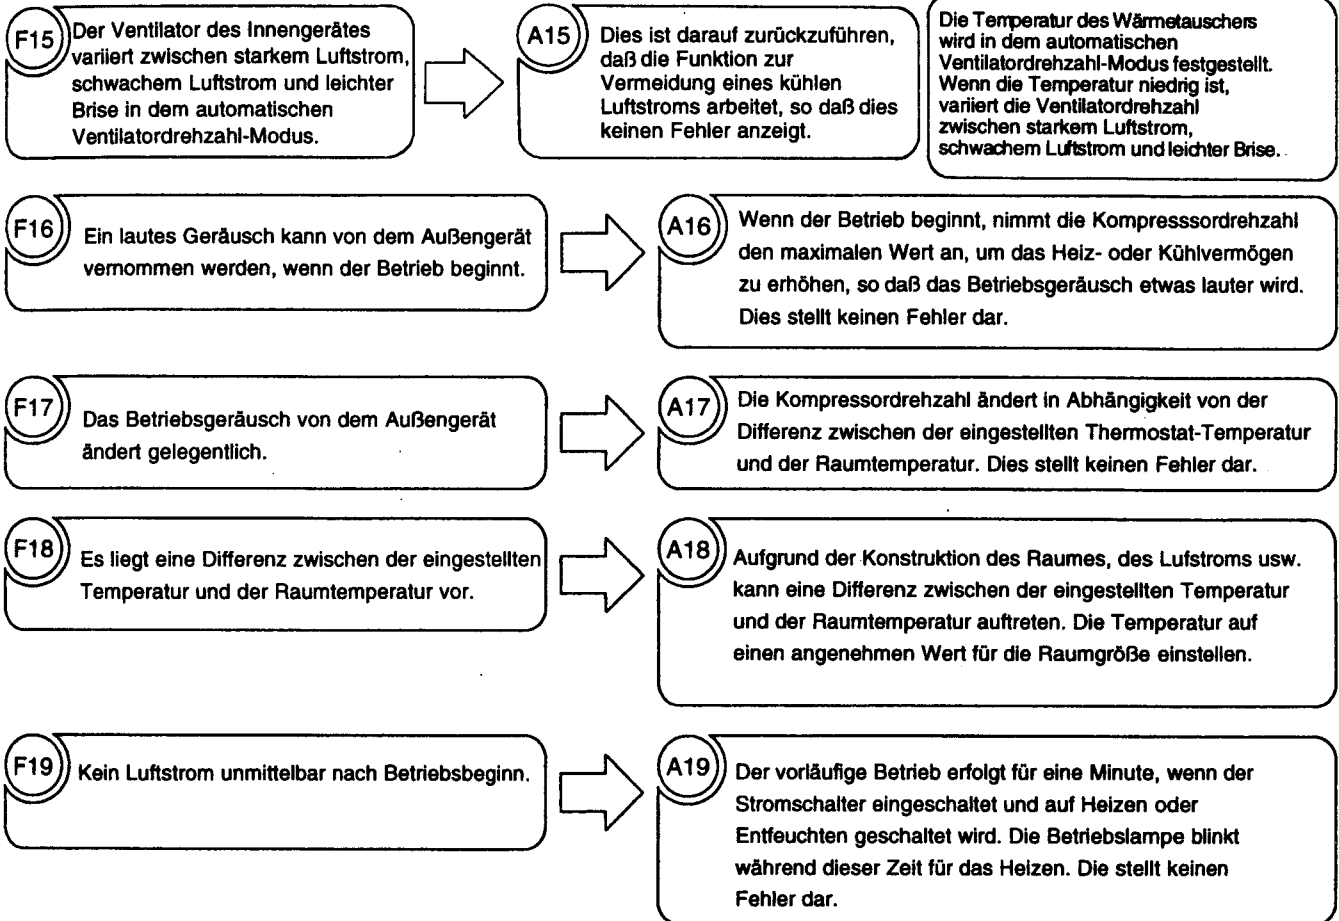 F15
Der Ventilator des Innengerätes
variiert zwischen starkem Luftstrom,
schwachem Luftstrom und leichter
Brise in dem automatischen
Ventilatordrehzahl-Modus.
A15
Dies ist darauf zurückzuführen,
daß die Funktion zur
Vermeidung eines kühlen
Luftstroms arbeitet, so daß dies
keinen Fehler anzeigt.
Die Temperatur des Wärmetauschers
wird in dem automatischen
Ventilatordrehzahl-Modus festgestellt.
Wenn die Temperatur niedrig ist,
variiert die Ventilatordrehzahl
zwischen starkem Luftstrom,
schwachem Luftstrom und leichter Brise.
F16
Ein lautes Geräusch kann von dem Außengerät
vernommen werden, wenn der Betrieb beginnt.
A16
Wenn der Betrieb beginnt, nimmt die Kompresssordrehzahl
den maximalen Wert an, um das Heiz- oder Kühlvermögen
zu erhöhen, so daß das Betriebsgeräusch etwas lauter wird.
Dies stellt keinen Fehler dar.
F17
Das Betriebsgeräusch von dem Außengerät
ändert gelegentlich.
A17
Die Kompressordrehzahl ändert in Abhängigkeit von der
Differenz zwischen der eingestellten Thermostat-Temperatur
und der Raumtemperatur. Dies stellt keinen Fehler dar.
F18
Es liegt eine Differenz zwischen der eingestellten
Temperatur und der Raumtemperatur vor.
A18
Aufgrund der Konstruktion des Raumes, des Lufstroms usw.
kann eine Differenz zwischen der eingestellten Temperatur
und der Raumtemperatur auftreten. Die Temperatur auf
einen angenehmen Wert für die Raumgröße einstellen.
F19
Kein Luftstrom unmittelbar nach Betriebsbeginn.
A19
Der vorläufige Betrieb erfolgt für eine Minute, wenn der
Stromschalter eingeschaltet und auf Heizen oder
Entfeuchten geschaltet wird. Die Betriebslampe blinkt
während dieser Zeit für das Heizen. Die stellt keinen
Fehler dar.